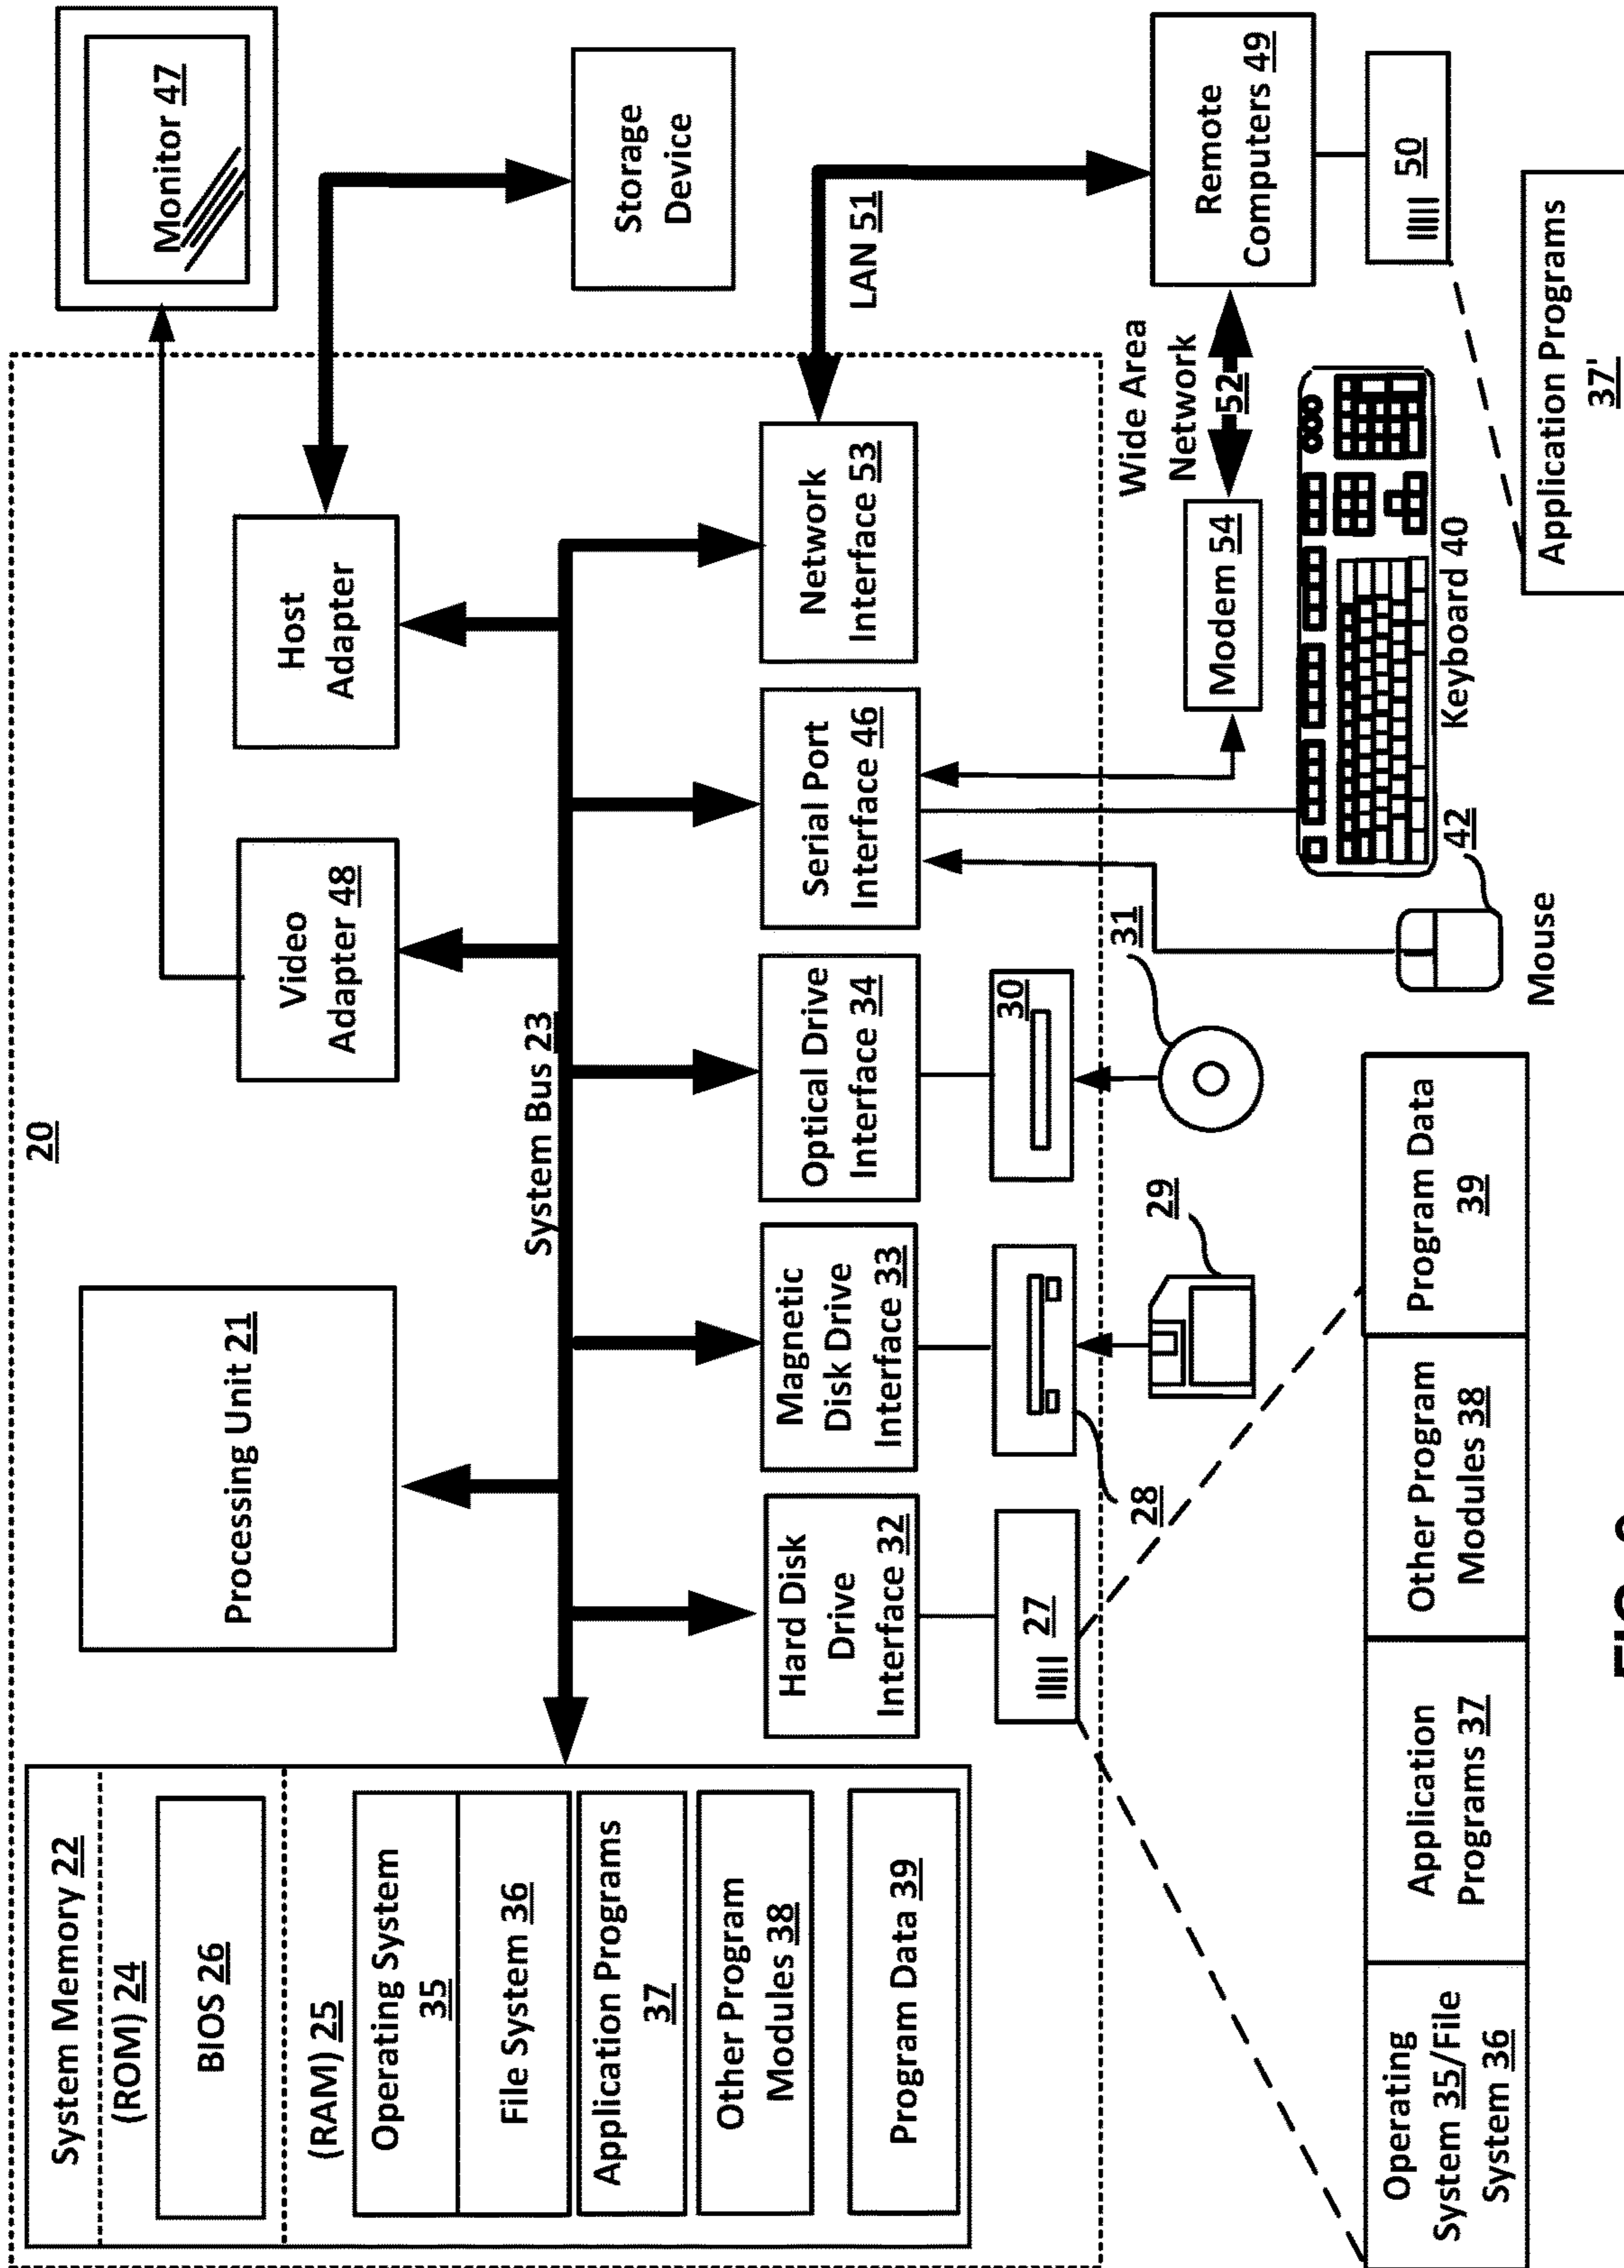 20
System Memory 22
(ROM) 24
BIOS 26
(RAM) 25
Operating System
35
File System 36
Application Programs
37
Other Program
Modules 38
Program Data 39
Processing Unit 21
Video
Adapter 48
Host
Adapter
Monitor 47
System Bus 23
Storage
Device
Hard Disk
Drive
Interface 32
Magnetic
Disk Drive
Interface 33
Optical Drive
Interface 34
Serial Port
Interface 46
Network
Interface 53
LAN 51
27
28
29
30
31
Wide Area
Network
52
Modem 54
Remote
Computers 49
50
Keyboard 40
42
Mouse
Operating
System 35/File
System 36
Application
Programs 37
Other Program
Modules 38
Program Data
39
Application Programs
37'